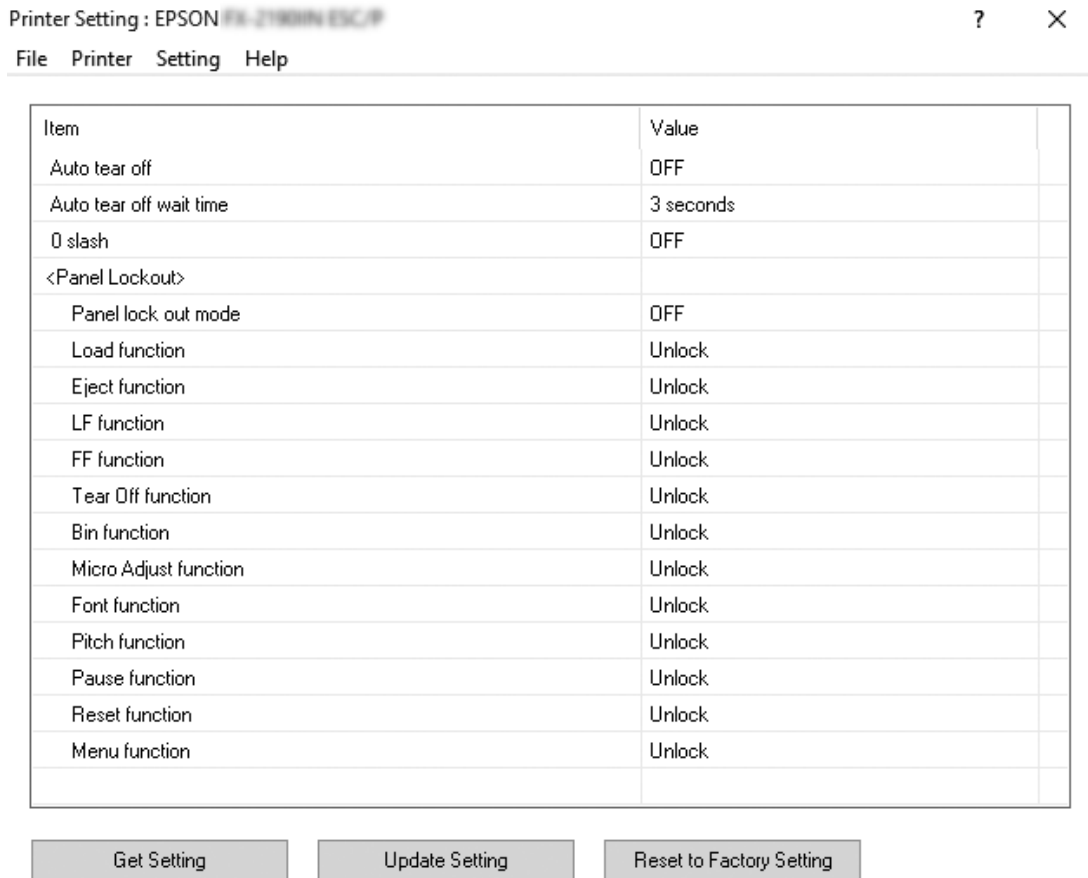 Printer Setting : EPSON
? ×
File Printer Setting Help
Item Value
Auto tear off OFF
Auto tear off wait time 3 seconds
0 slash OFF
<Panel Lockout>
Panel lock out mode OFF
Load function Unlock
Eject function Unlock
LF function Unlock
FF function Unlock
Tear Off function Unlock
Bin function Unlock
Micro Adjust function Unlock
Font function Unlock
Pitch function Unlock
Pause function Unlock
Reset function Unlock
Menu function Unlock
Get Setting Update Setting Reset to Factory Setting